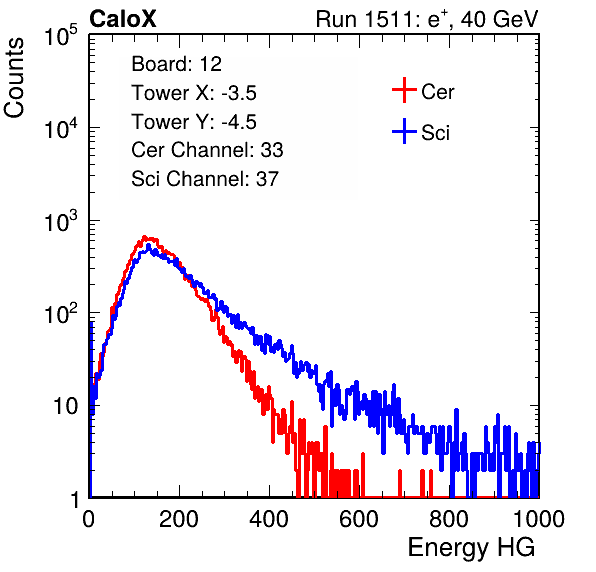 CaloX Run 1511: e⁺, 40 GeV
Counts
Board: 12
Tower X: -3.5
Tower Y: -4.5
Cer Channel: 33
Sci Channel: 37
Cer
Sci
10⁵
10⁴
10³
10²
10
1
0 200 400 600 800 1000
Energy HG